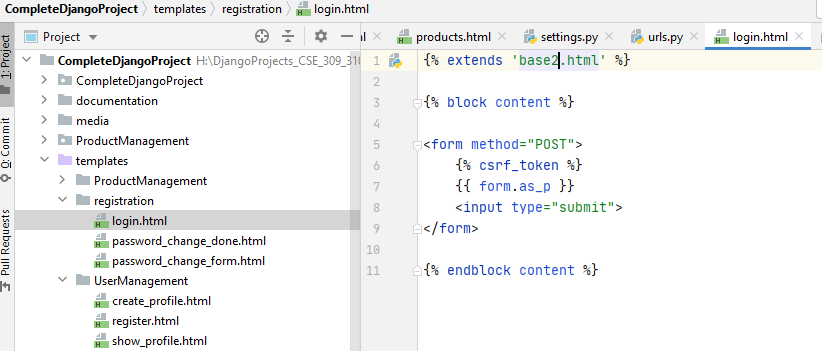 CompleteDjangoProject templates registration login.html
1: Project
0: Commit
Pull Requests
Project
CompleteDjangoProject H:\DjangoProjects_CSE_309_310
CompleteDjangoProject
documentation
media
ProductManagement
templates
ProductManagement
registration
login.html
password_change_done.html
password_change_form.html
UserManagement
create_profile.html
register.html
show_profile.html
products.html settings.py urls.py login.html
1 {% extends 'base2.html' %}
2
3 {% block content %}
4
5 <form method="POST">
6 {% csrf_token %}
7 {{ form.as_p }}
8 <input type="submit">
9 </form>
10
11 {% endblock content %}